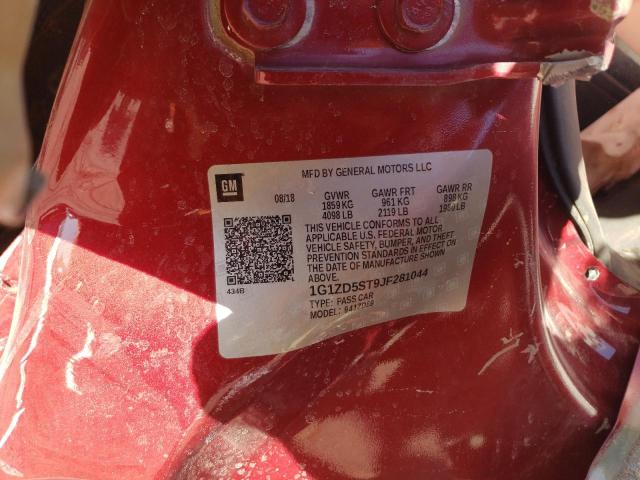 MFD BY GENERAL MOTORS LLC
GM
08/18 GVWR GAWR FRT GAWR RR
1859 KG 961 KG 898 KG
4098 LB 2119 LB LB
THIS VEHICLE CONFORMS TO ALL
APPLICABLE U.S. FEDERAL MOTOR
VEHICLE SAFETY, BUMPER, AND THEFT
PREVENTION STANDARDS IN EFFECT ON
THE DATE OF MANUFACTURE SHOWN
ABOVE.
434B
1G1ZD5ST9JF281044
TYPE: PASS CAR
MODEL: